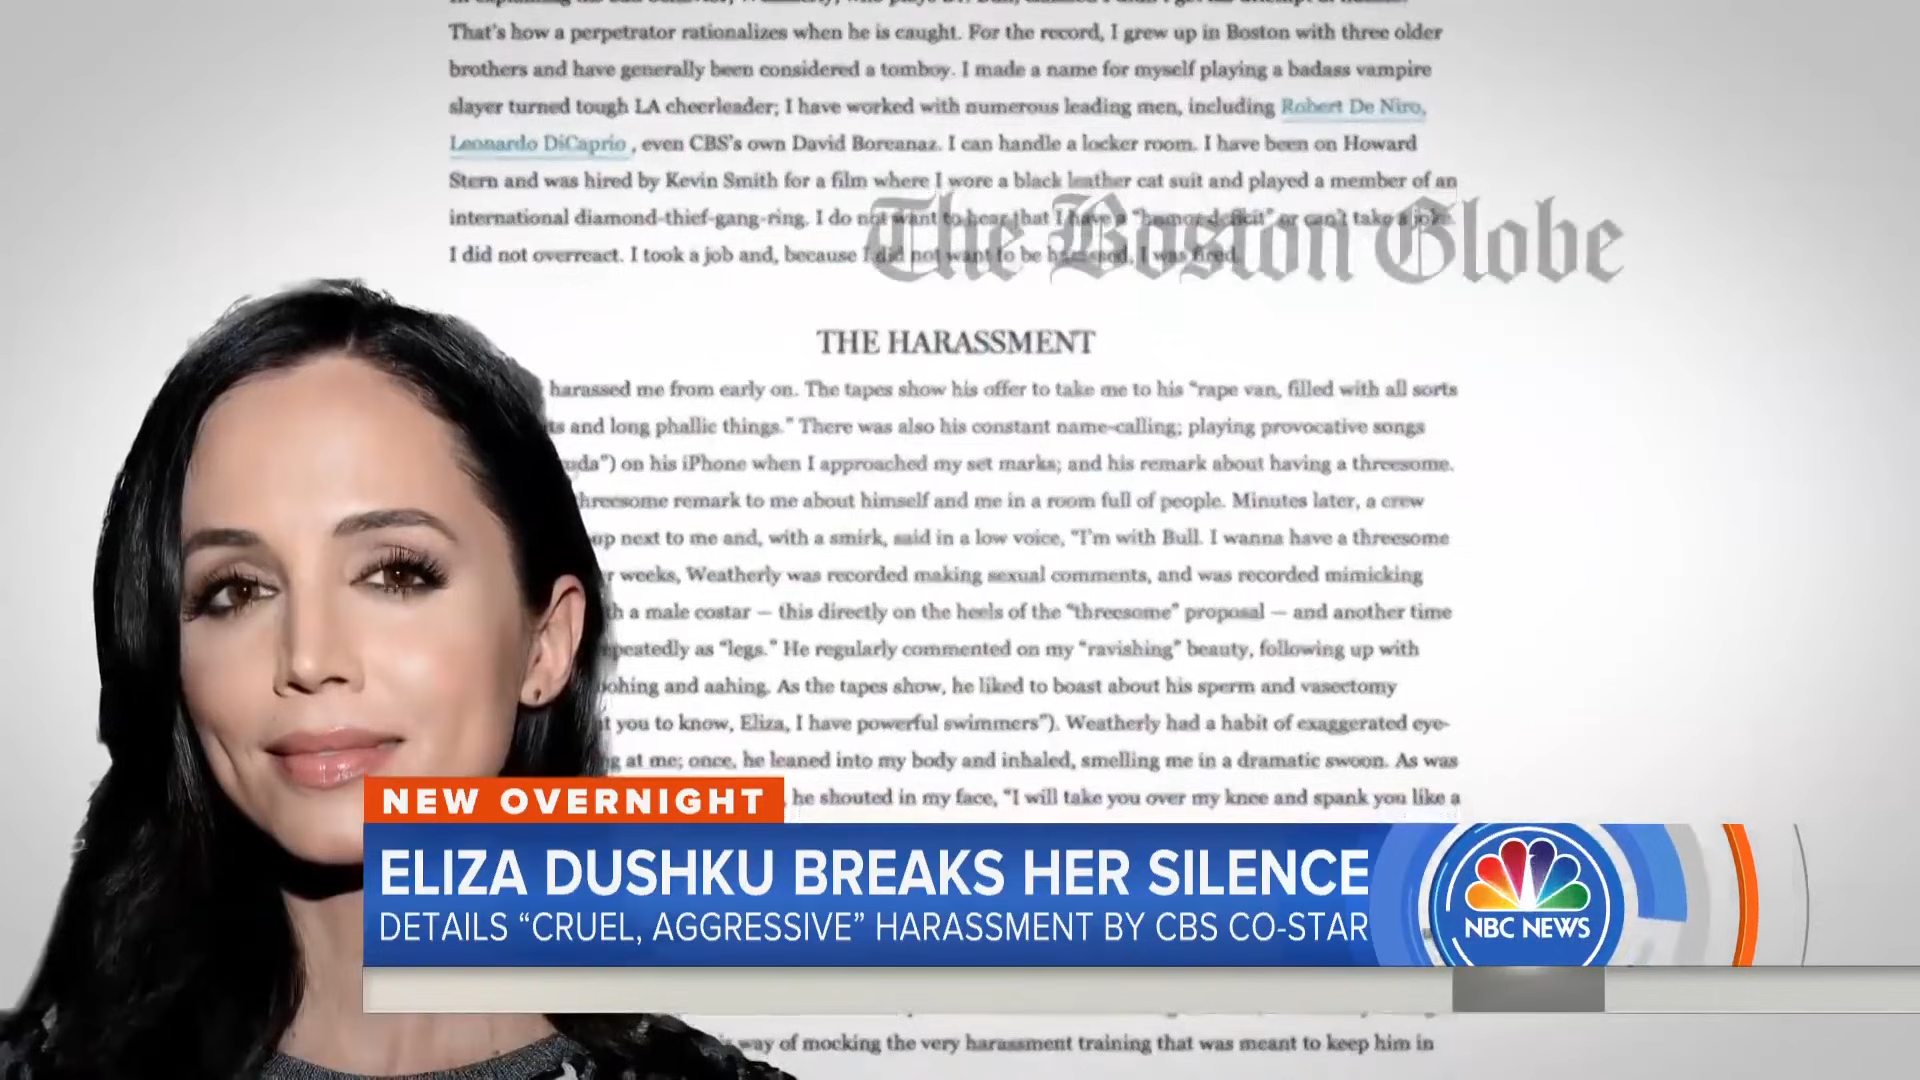 That's how a perpetrator rationalizes when he is caught. For the record, I grew up in Boston with three older
brothers and have generally been considered a tomboy. I made a name for myself playing a badass vampire
slayer turned tough LA cheerleader; I have worked with numerous leading men, including Robert De Niro,
Leonardo DiCaprio , even CBS's own David Boreanaz. I can handle a locker room. I have been on Howard
Stern and was hired by Kevin Smith for a film where I wore a black leather cat suit and played a member of an
international diamond-thief-gang-ring. I do not want to hear that I have a "humor deficit" or can't take a joke.
I did not overreact. I took a job and, because I did not want to be harassed, I was fired.
The Boston Globe
THE HARASSMENT
harassed me from early on. The tapes show his offer to take me to his "rape van, filled with all sorts
and long phallic things." There was also his constant name-calling; playing provocative songs
on his iPhone when I approached my set marks; and his remark about having a threesome.
threesome remark to me about himself and me in a room full of people. Minutes later, a crew
up next to me and, with a smirk, said in a low voice, "I'm with Bull. I wanna have a threesome
weeks, Weatherly was recorded making sexual comments, and was recorded mimicking
a male costar — this directly on the heels of the "threesome" proposal — and another time
as "legs." He regularly commented on my "ravishing" beauty, following up with
and aahing. As the tapes show, he liked to boast about his sperm and vasectomy
you to know, Eliza, I have powerful swimmers"). Weatherly had a habit of exaggerated eye-
at me; once, he leaned into my body and inhaled, smelling me in a dramatic swoon. As was
he shouted in my face, "I will take you over my knee and spank you like a
NEW OVERNIGHT
ELIZA DUSHKU BREAKS HER SILENCE
DETAILS “CRUEL, AGGRESSIVE” HARASSMENT BY CBS CO-STAR
NBC NEWS
way of mocking the very harassment training that was meant to keep him in